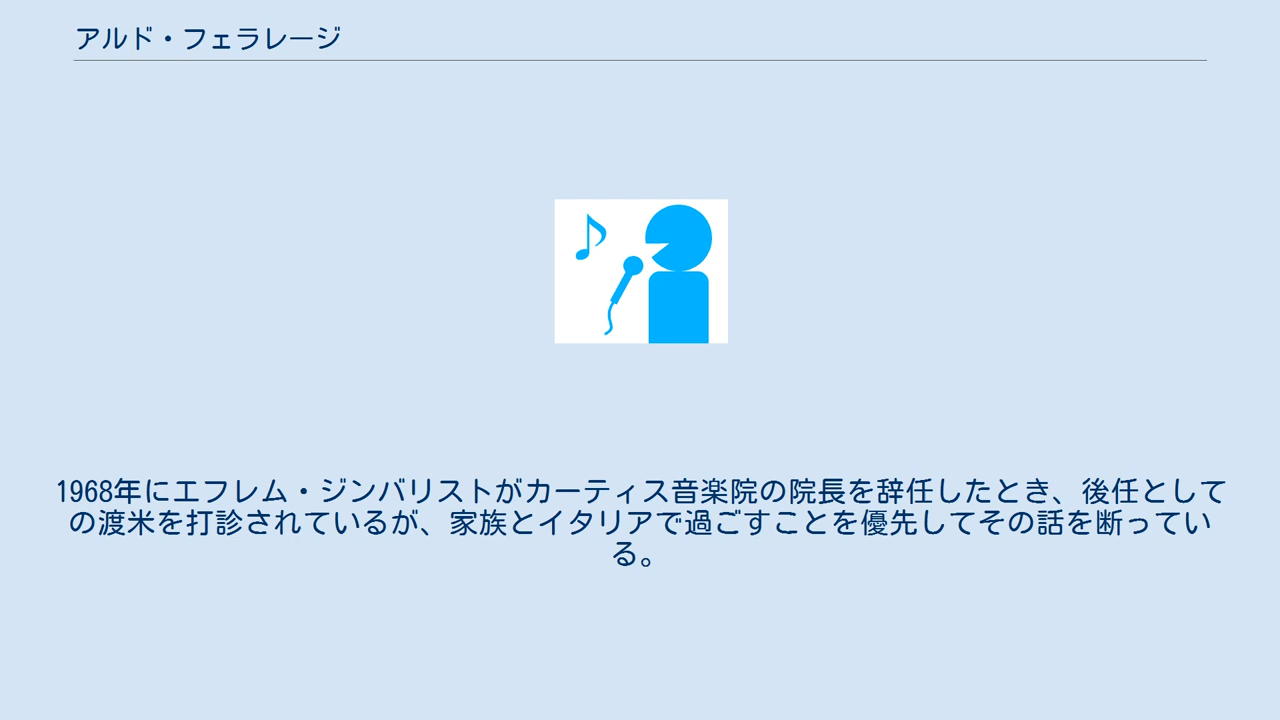 アルド・フェラレージ
1968年にエフレム・ジンバリストがカーティス音楽院の院長を辞任したとき、後任として
の渡米を打診されているが、家族とイタリアで過ごすことを優先してその話を断ってい
る。